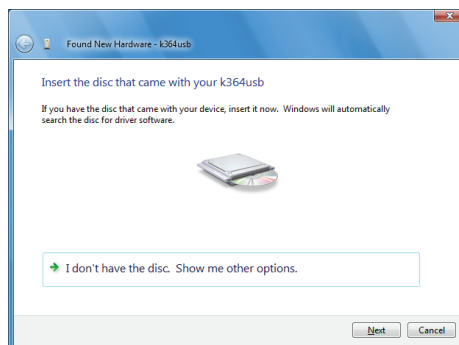 Found New Hardware - k364usb
Insert the disc that came with your k364usb
If you have the disc that came with your device, insert it now.  Windows will automatically
search the disc for driver software.
I don't have the disc.  Show me other options.
Next
Cancel